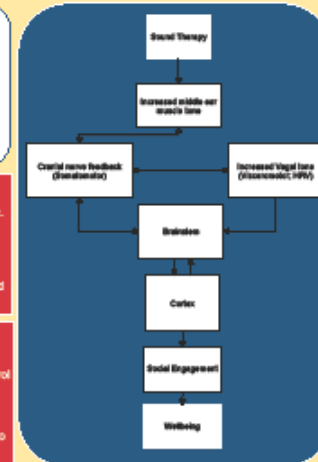 Sound Therapy
Increased middle ear
muscle tone
Cranial nerve feedback
(Somatomotor)
Increased Vagal tone
(Visceromotor; HRV)
Brainstem
Cortex
Social Engagement
Wellbeing